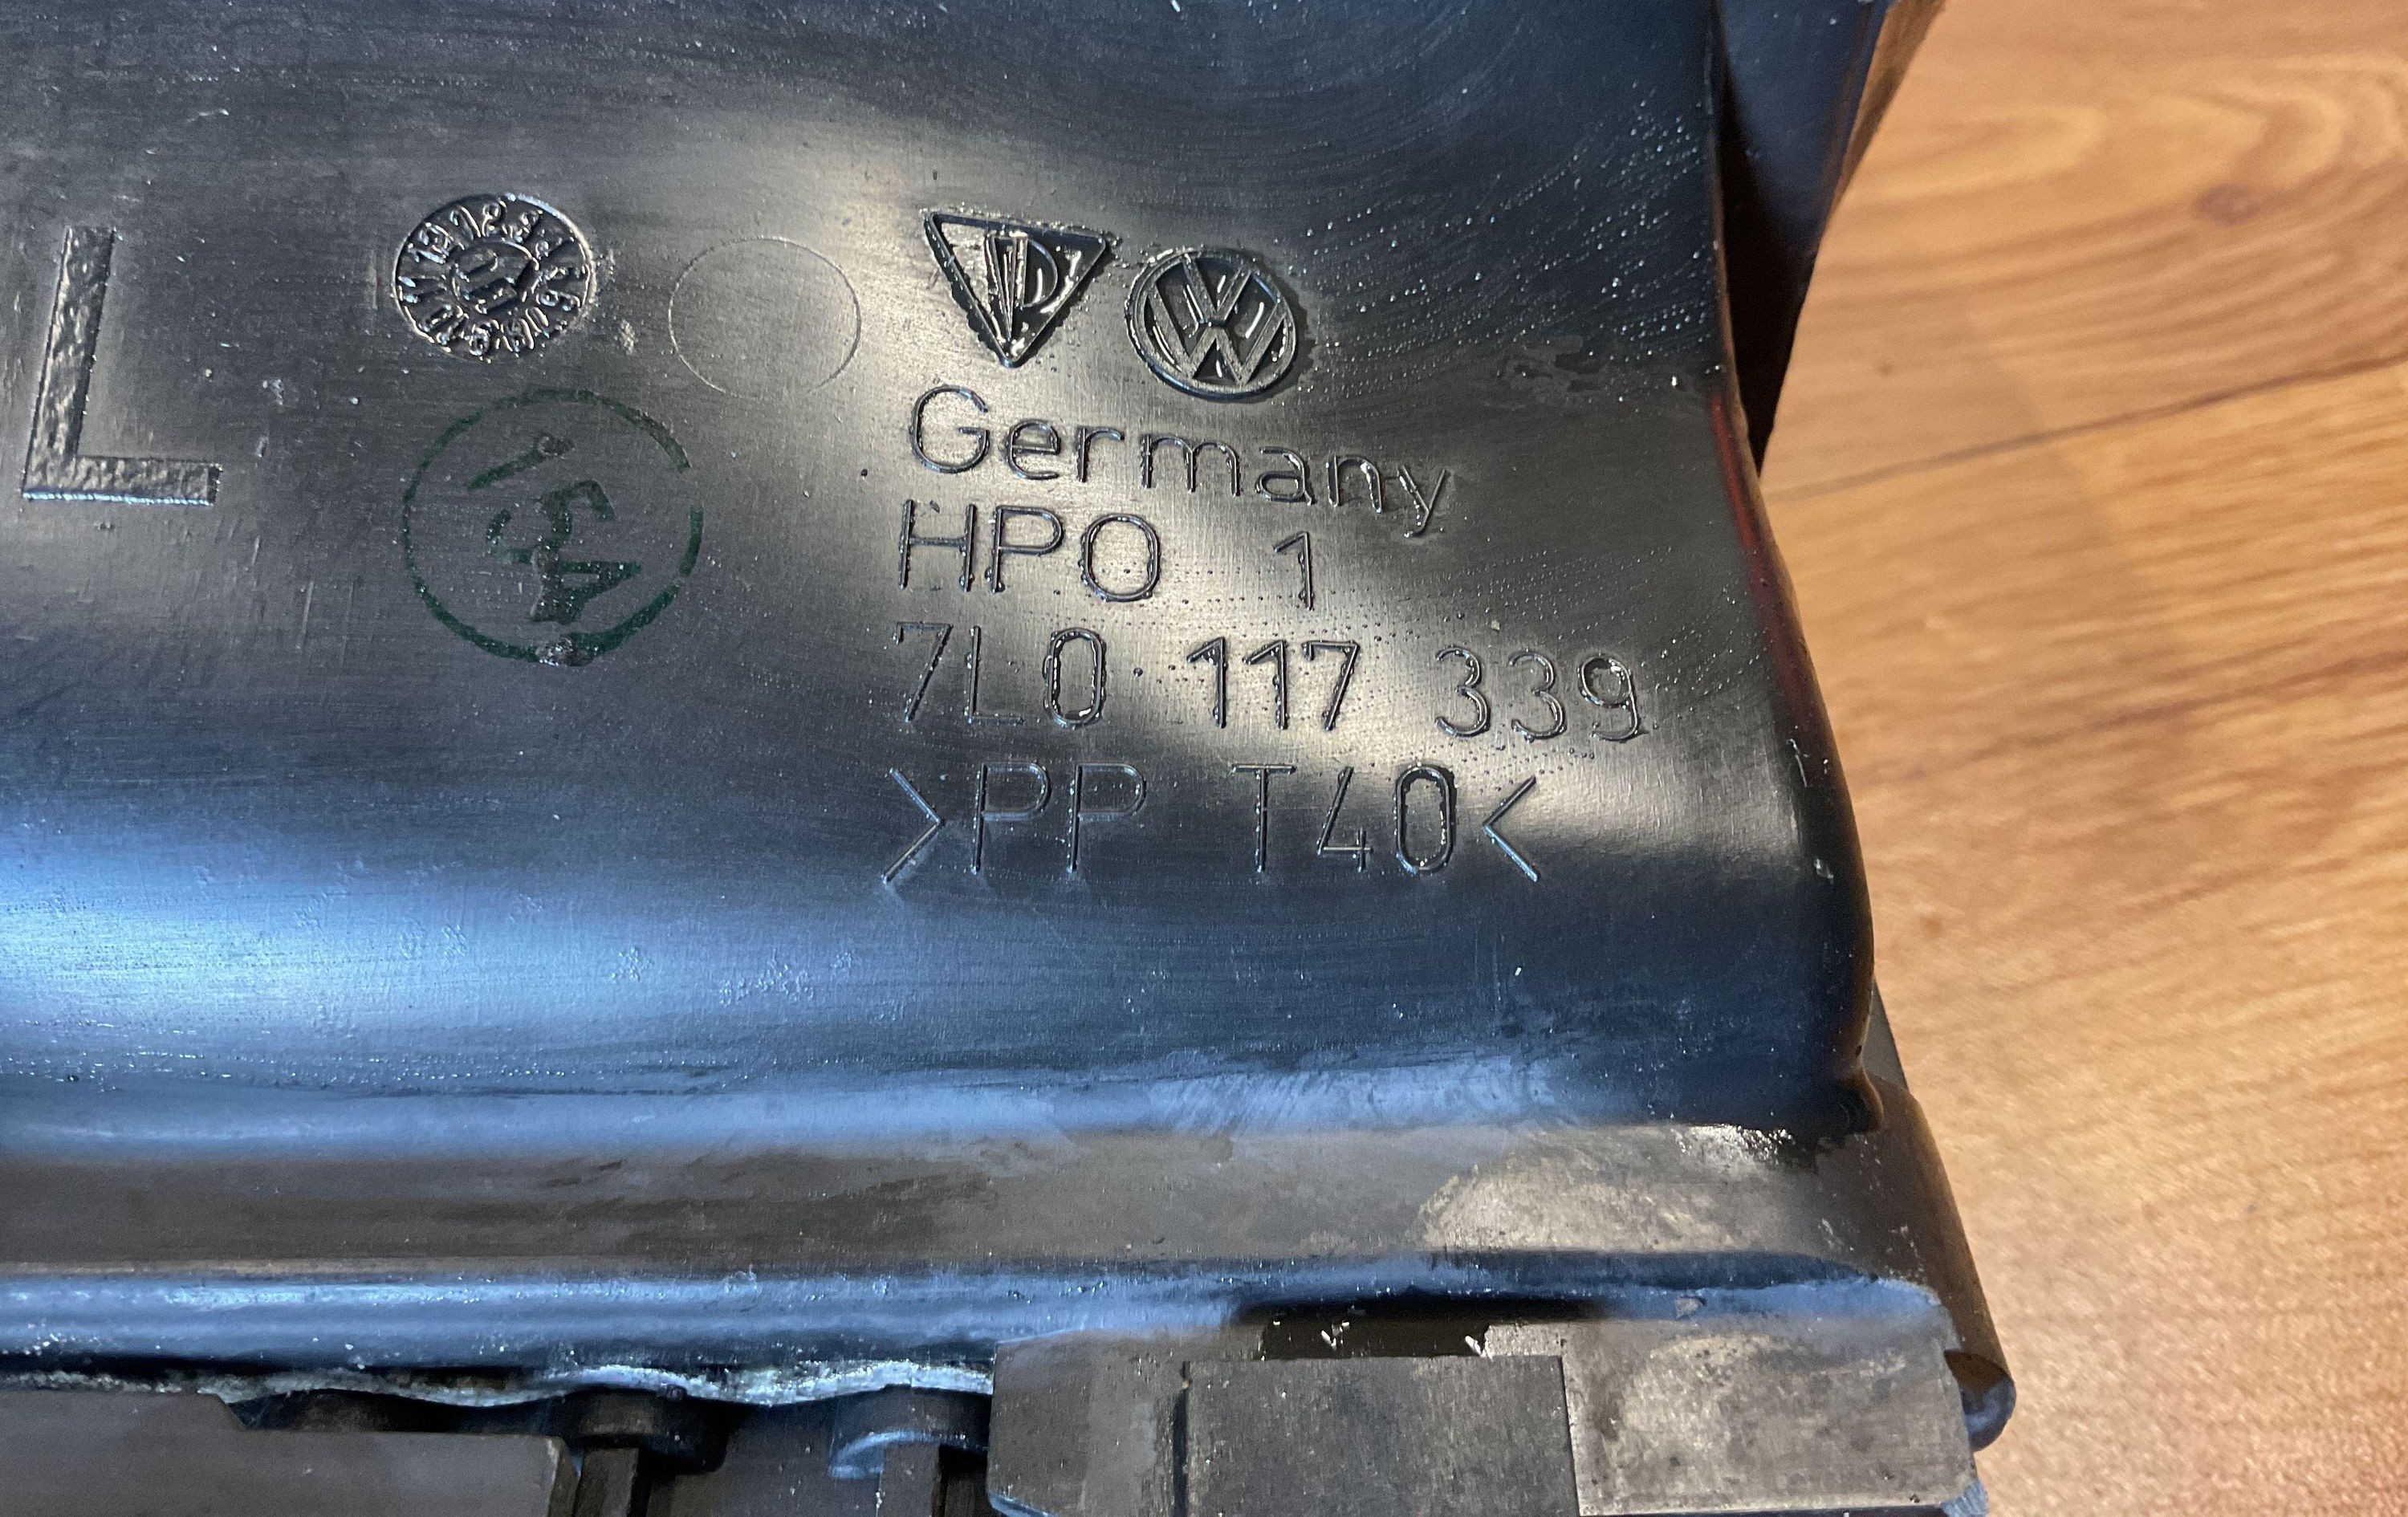 L
Germany
HPO 1
7L0 117 339
>PP T40<